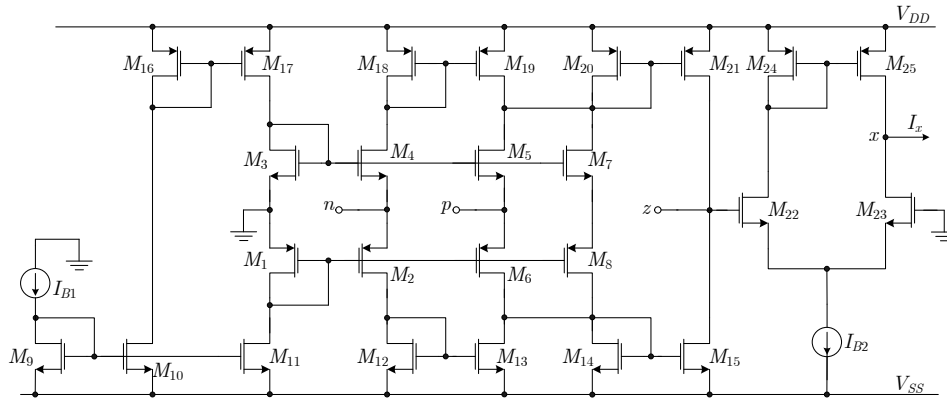 V_DD
M_16 M_17 M_18 M_19 M_20 M_21 M_24 M_25
x I_x
M_3 M_4 M_5 M_7
n p z M_22 M_23
M_1 M_2 M_6 M_8
I_B1
I_B2
M_9 M_10 M_11 M_12 M_13 M_14 M_15
V_SS